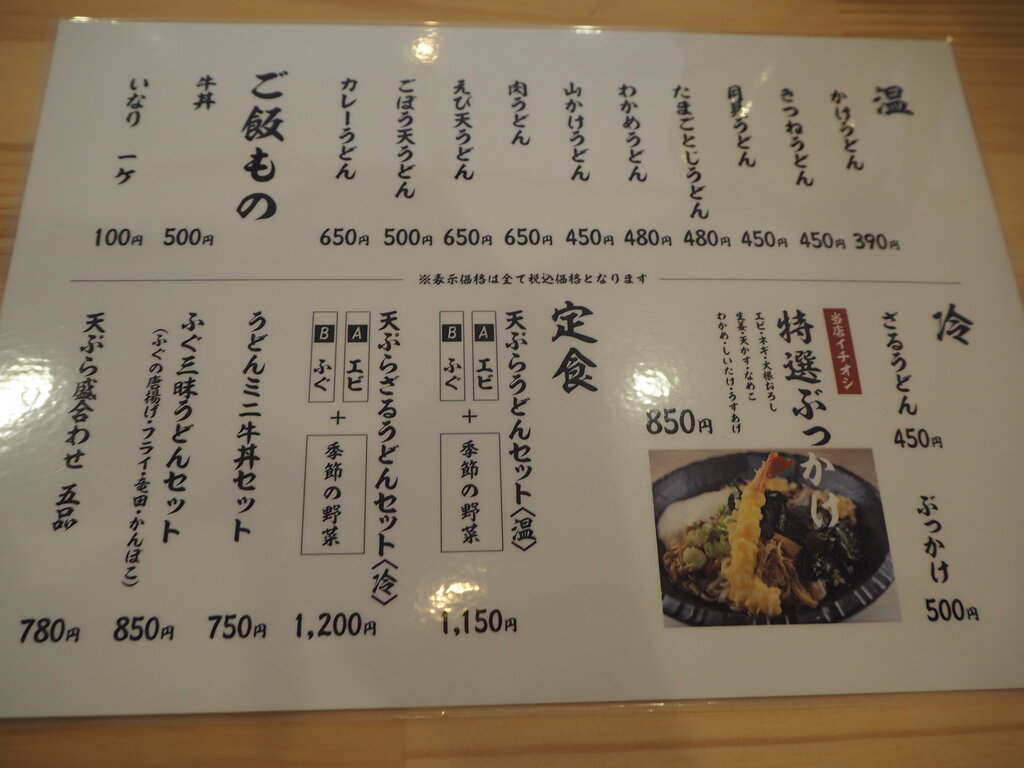 温
かけうどん 390円
きつねうどん 450円
月見うどん 450円
たまごとじうどん 480円
わかめうどん 480円
山かけうどん 450円
肉うどん 650円
えび天うどん 650円
ごぼう天うどん 500円
カレーうどん 650円
ご飯もの
牛丼 500円
いなり 一ケ 100円
※表示価格は全て税込価格となります
冷
ざるうどん 450円
ぶっかけ 500円
当店イチオシ
特選ぶっかけ
エビ・ネギ・大根おろし
生姜・天かす・なめこ
わかめ・しいたけ・うすあげ
850円
定食
天ぷらうどんセット〈温〉
A エビ
B ふぐ
+
季節の野菜
1,150円
天ぷらざるうどんセット〈冷〉
A エビ
B ふぐ
+
季節の野菜
1,200円
うどんミニ牛丼セット 750円
ふぐ三昧うどんセット
(ふぐの唐揚げ・フライ・竜田・かんぼこ)
850円
天ぷら盛合わせ 五品 780円